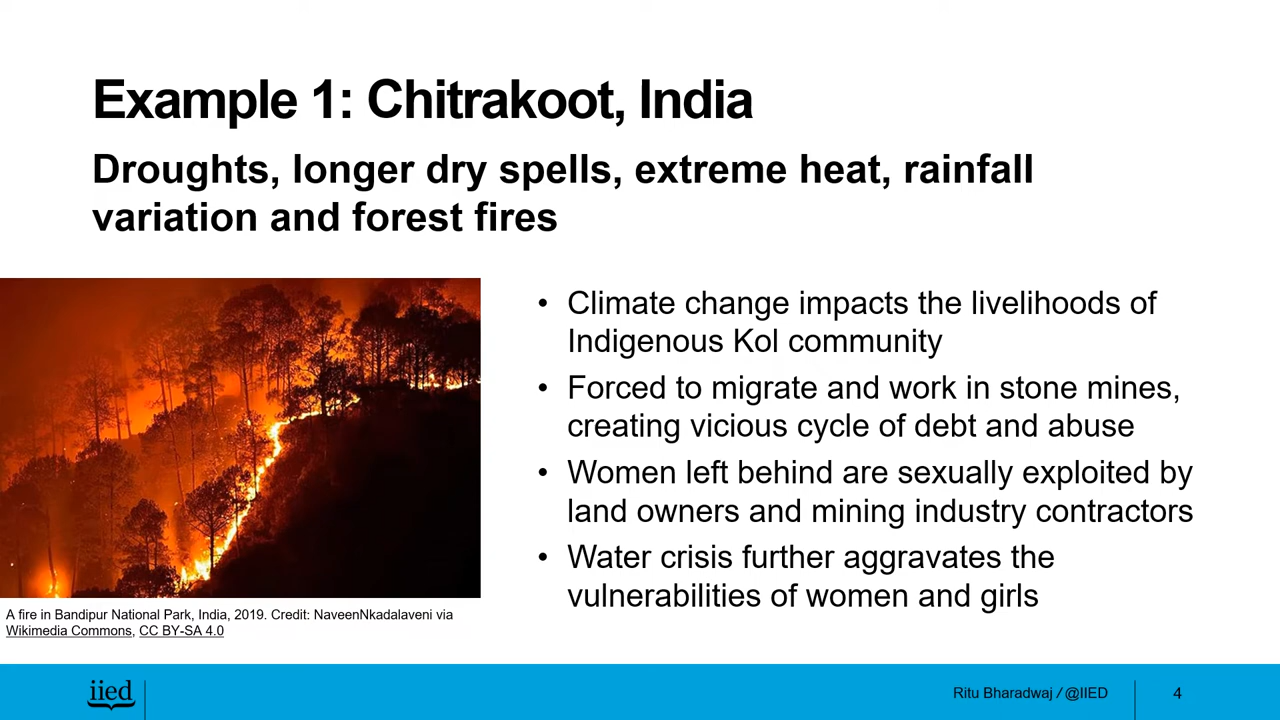 Example 1: Chitrakoot, India
Droughts, longer dry spells, extreme heat, rainfall
variation and forest fires
• Climate change impacts the livelihoods of
Indigenous Kol community
• Forced to migrate and work in stone mines,
creating vicious cycle of debt and abuse
• Women left behind are sexually exploited by
land owners and mining industry contractors
• Water crisis further aggravates the
vulnerabilities of women and girls
A fire in Bandipur National Park, India, 2019. Credit: NaveenNkadalaveni via
Wikimedia Commons, CC BY-SA 4.0
iied
Ritu Bharadwaj / @IIED
4